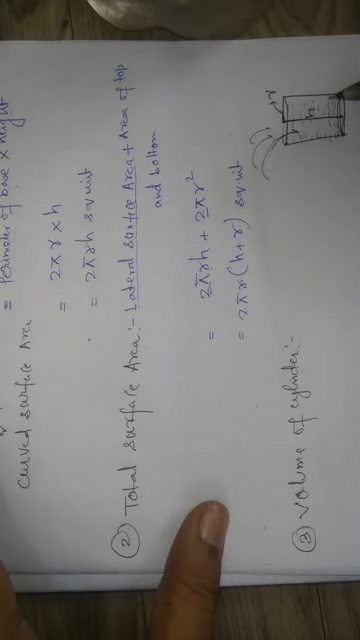 Curved surface Area = Perimeter of base × height
= 2πr × h
= 2πrh sq unit
② Total surface Area:- Lateral surface Area + Area of top
and bottom
= 2πrh + 2πr²
= 2πr(h+r) sq unit
③ Volume of cylinder:-
r
h